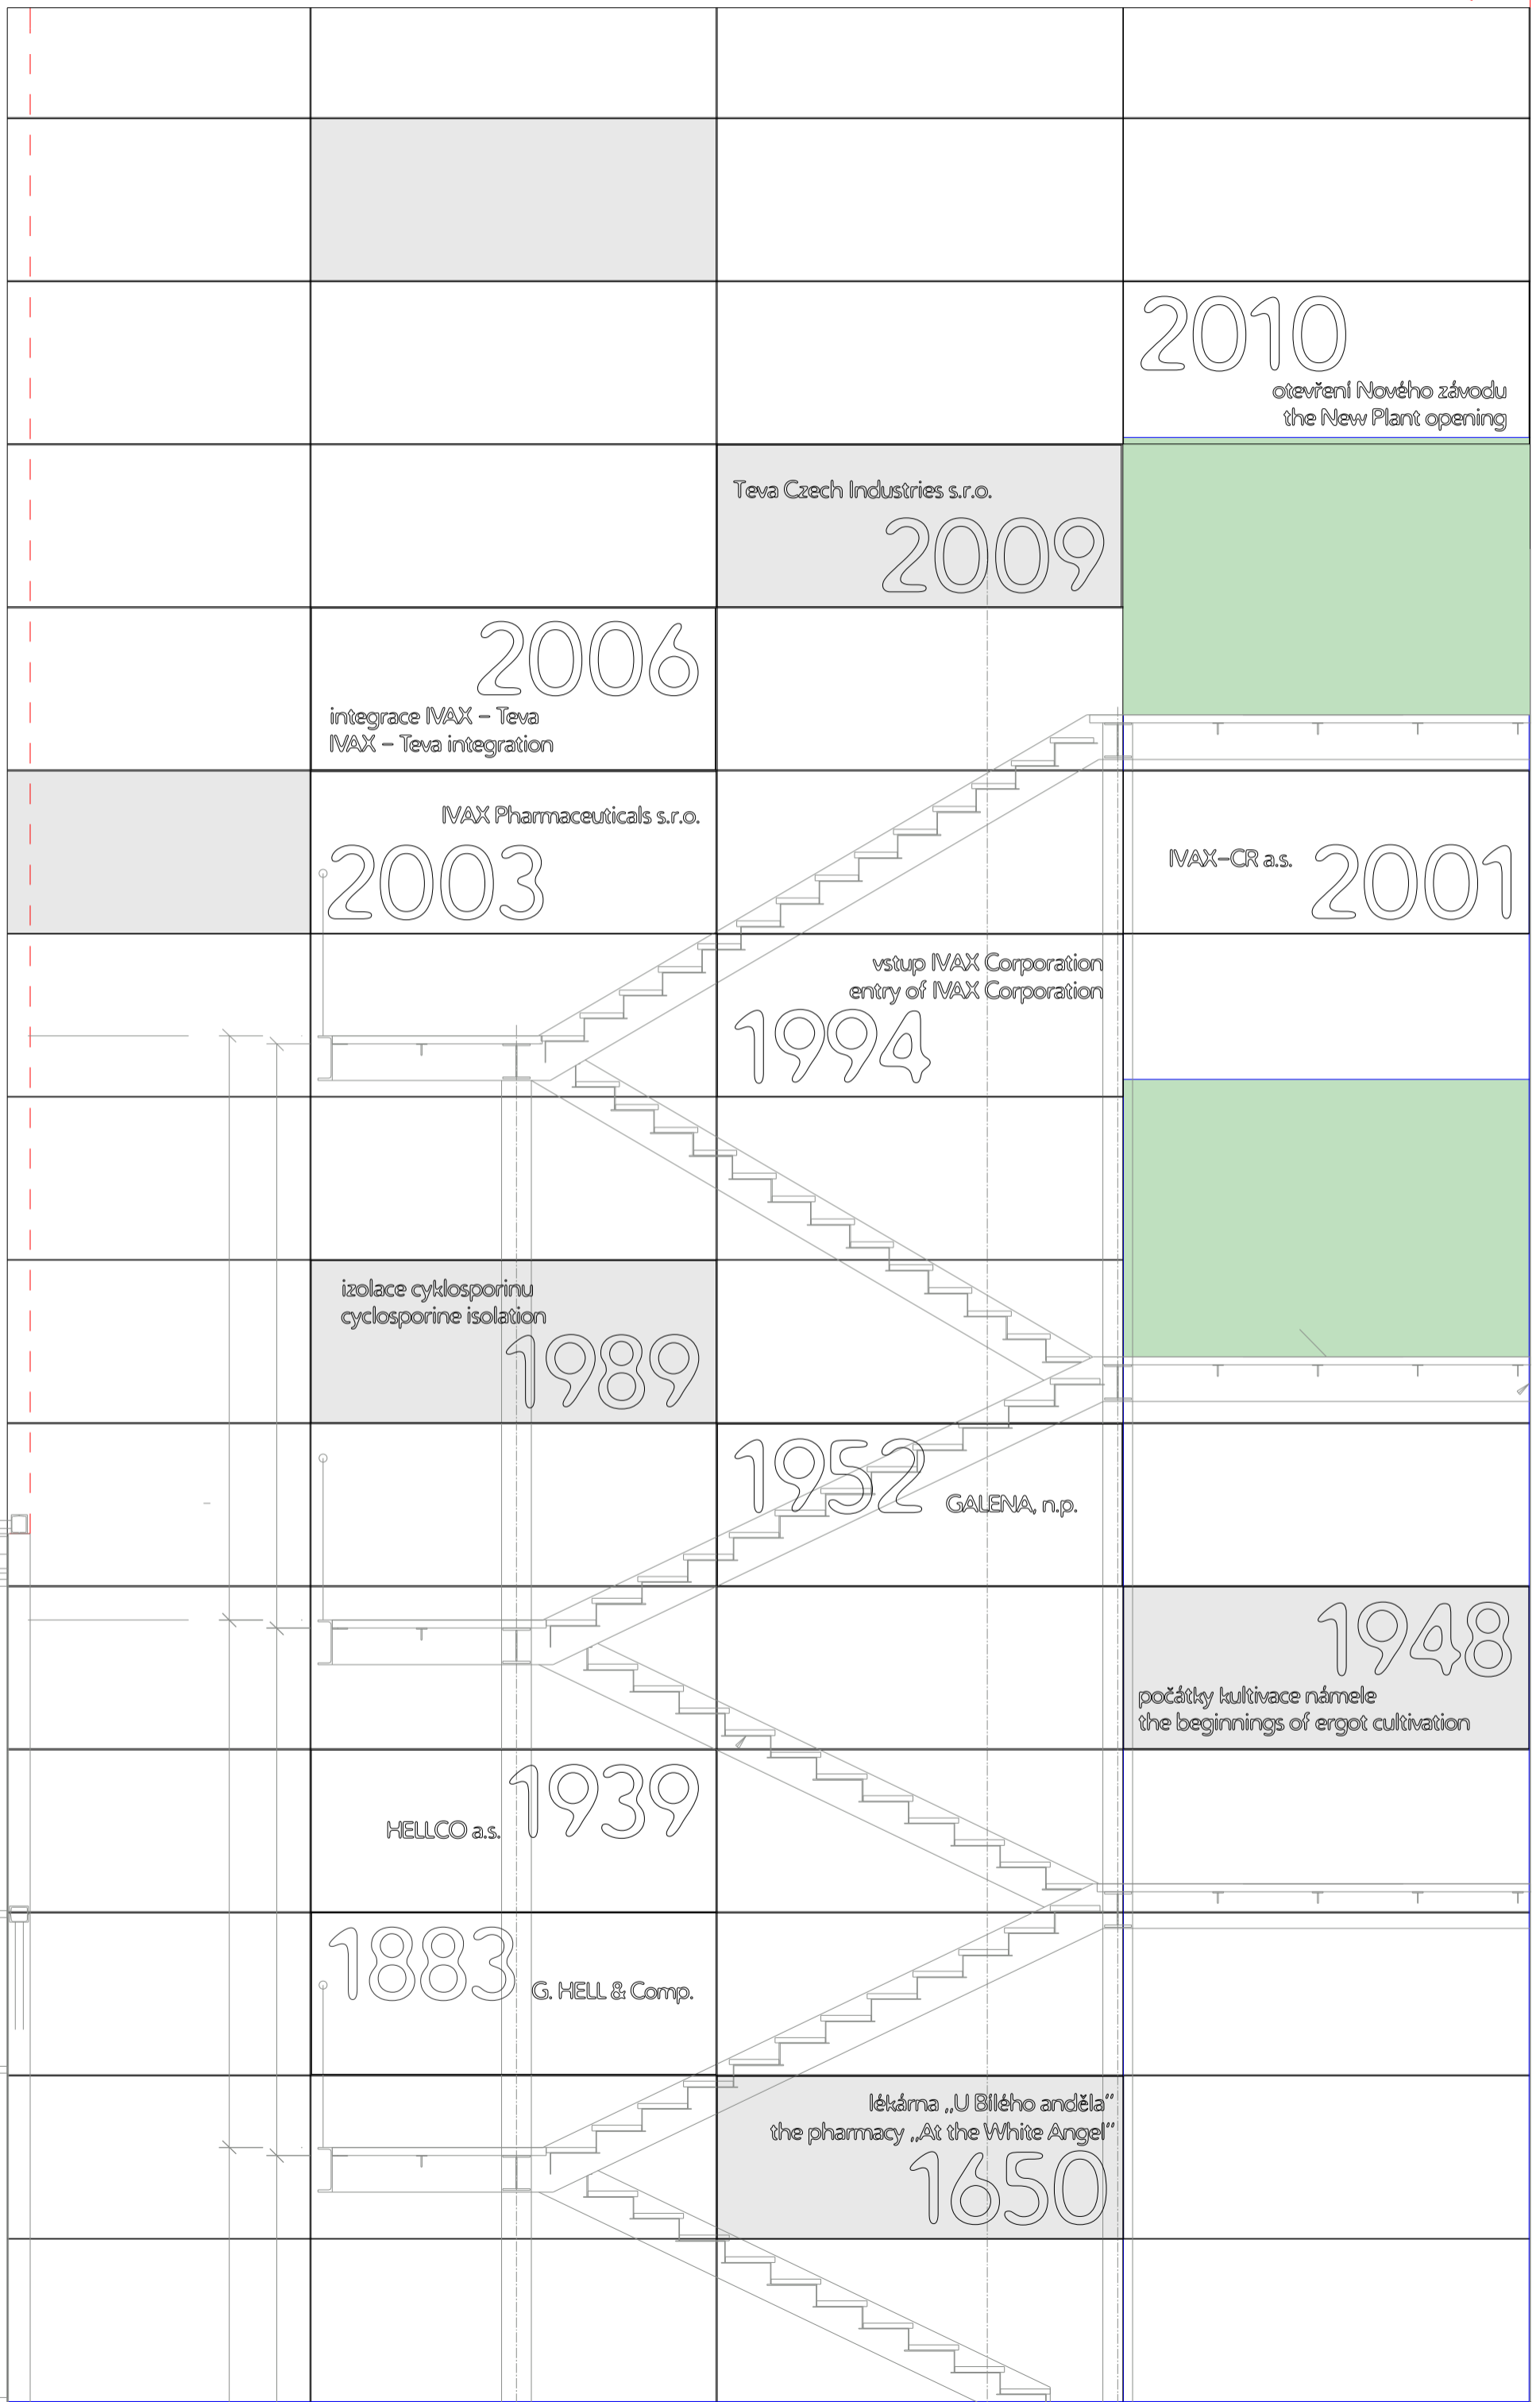 2010
otevření Nového závodu
the New Plant opening
Teva Czech Industries s.r.o.
2009
2006
integrace IVAX – Teva
IVAX – Teva integration
IVAX Pharmaceuticals s.r.o.
2003
IVAX–CR a.s. 2001
vstup IVAX Corporation
entry of IVAX Corporation
1994
izolace cyklosporinu
cyclosporine isolation
1989
1952 GALENA, n.p.
1948
počátky kultivace námele
the beginnings of ergot cultivation
HELLCO a.s. 1939
1883 G. HELL & Comp.
lékárna „U Bílého anděla“
the pharmacy „At the White Angel“
1650